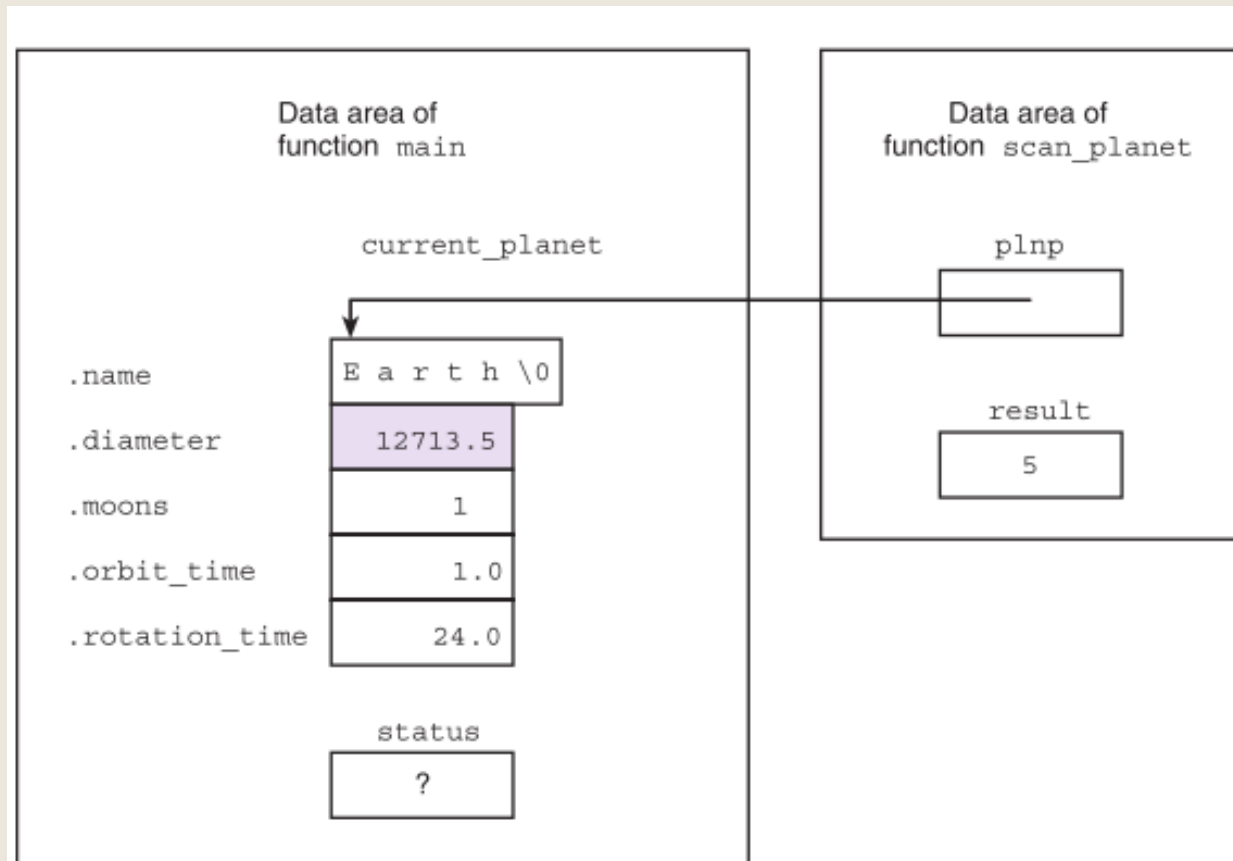 Data area of
function main
current_planet
.name
E a r t h \0
.diameter
12713.5
.moons
1
.orbit_time
1.0
.rotation_time
24.0
status
?
Data area of
function scan_planet
plnp
result
5